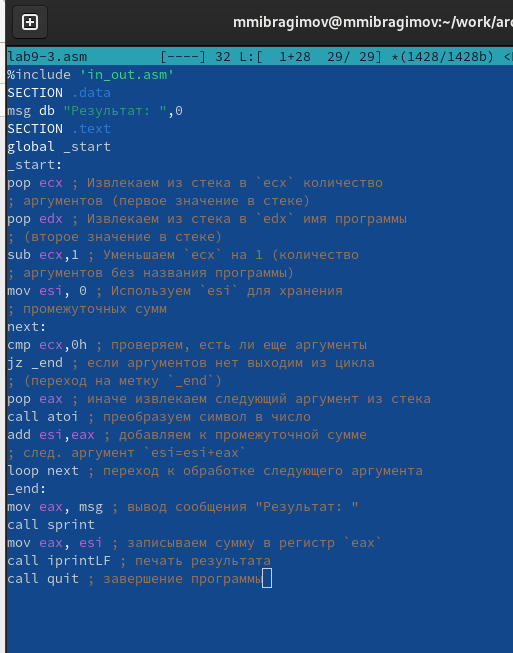 mmibragimov@mmibragimov:~/work/arc
lab9-3.asm [----] 32 L:[ 1+28 29/ 29] *(1428/1428b) <
%include 'in_out.asm'
SECTION .data
msg db "Результат: ",0
SECTION .text
global _start
_start:
pop ecx ; Извлекаем из стека в `ecx` количество
; аргументов (первое значение в стеке)
pop edx ; Извлекаем из стека в `edx` имя программы
; (второе значение в стеке)
sub ecx,1 ; Уменьшаем `ecx` на 1 (количество
; аргументов без названия программы)
mov esi, 0 ; Используем `esi` для хранения
; промежуточных сумм
next:
cmp ecx,0h ; проверяем, есть ли еще аргументы
jz _end ; если аргументов нет выходим из цикла
; (переход на метку `_end`)
pop eax ; иначе извлекаем следующий аргумент из стека
call atoi ; преобразуем символ в число
add esi,eax ; добавляем к промежуточной сумме
; след. аргумент `esi=esi+eax`
loop next ; переход к обработке следующего аргумента
_end:
mov eax, msg ; вывод сообщения "Результат: "
call sprint
mov eax, esi ; записываем сумму в регистр `eax`
call iprintLF ; печать результата
call quit ; завершение программы